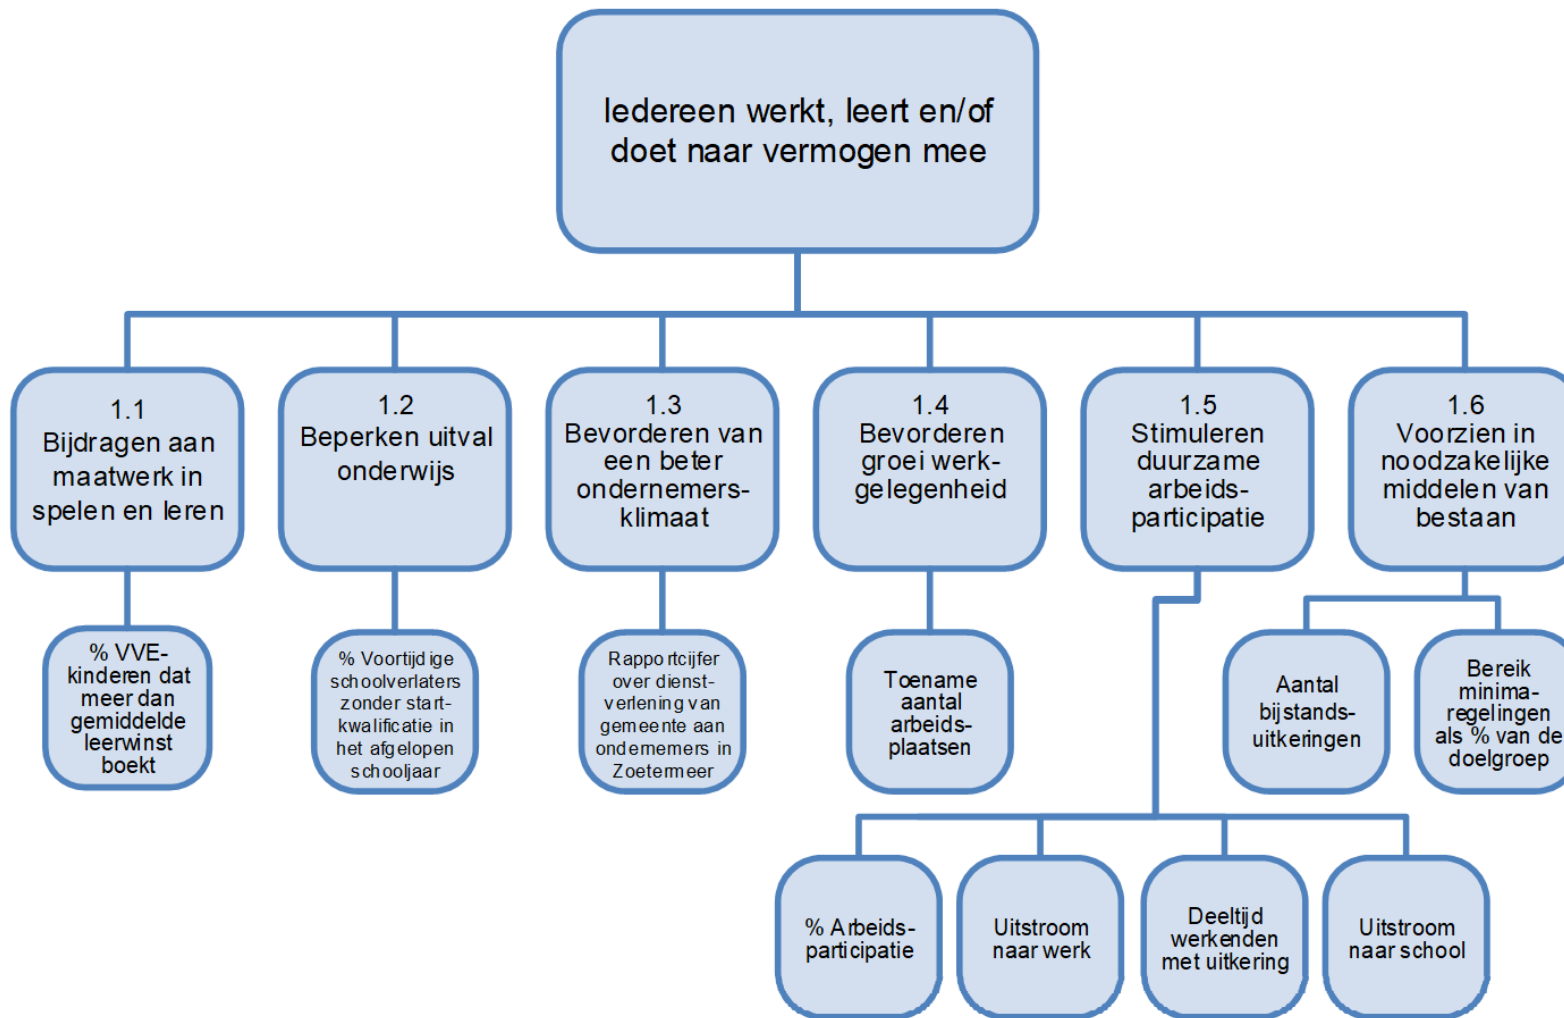 Iedereen werkt, leert en/of
doet naar vermogen mee
1.1
Bijdragen aan
maatwerk in
spelen en leren
1.2
Beperken uitval
onderwijs
1.3
Bevorderen van
een beter
ondernemers-
klimaat
1.4
Bevorderen
groei werk-
gelegenheid
1.5
Stimuleren
duurzame
arbeids-
participatie
1.6
Voorzien in
noodzakelijke
middelen van
bestaan
% VVE-
kinderen dat
meer dan
gemiddelde
leerwinst
boekt
% Voortijdige
schoolverlaters
zonder start-
kwalificatie in
het afgelopen
schooljaar
Rapportcijfer
over dienst-
verlening van
gemeente aan
ondernemers in
Zoetermeer
Toename
aantal
arbeids-
plaatsen
Aantal
bijstands-
uitkeringen
Bereik
minima-
regelingen
als % van de
doelgroep
% Arbeids-
participatie
Uitstroom
naar werk
Deeltijd
werkenden
met uitkering
Uitstroom
naar school